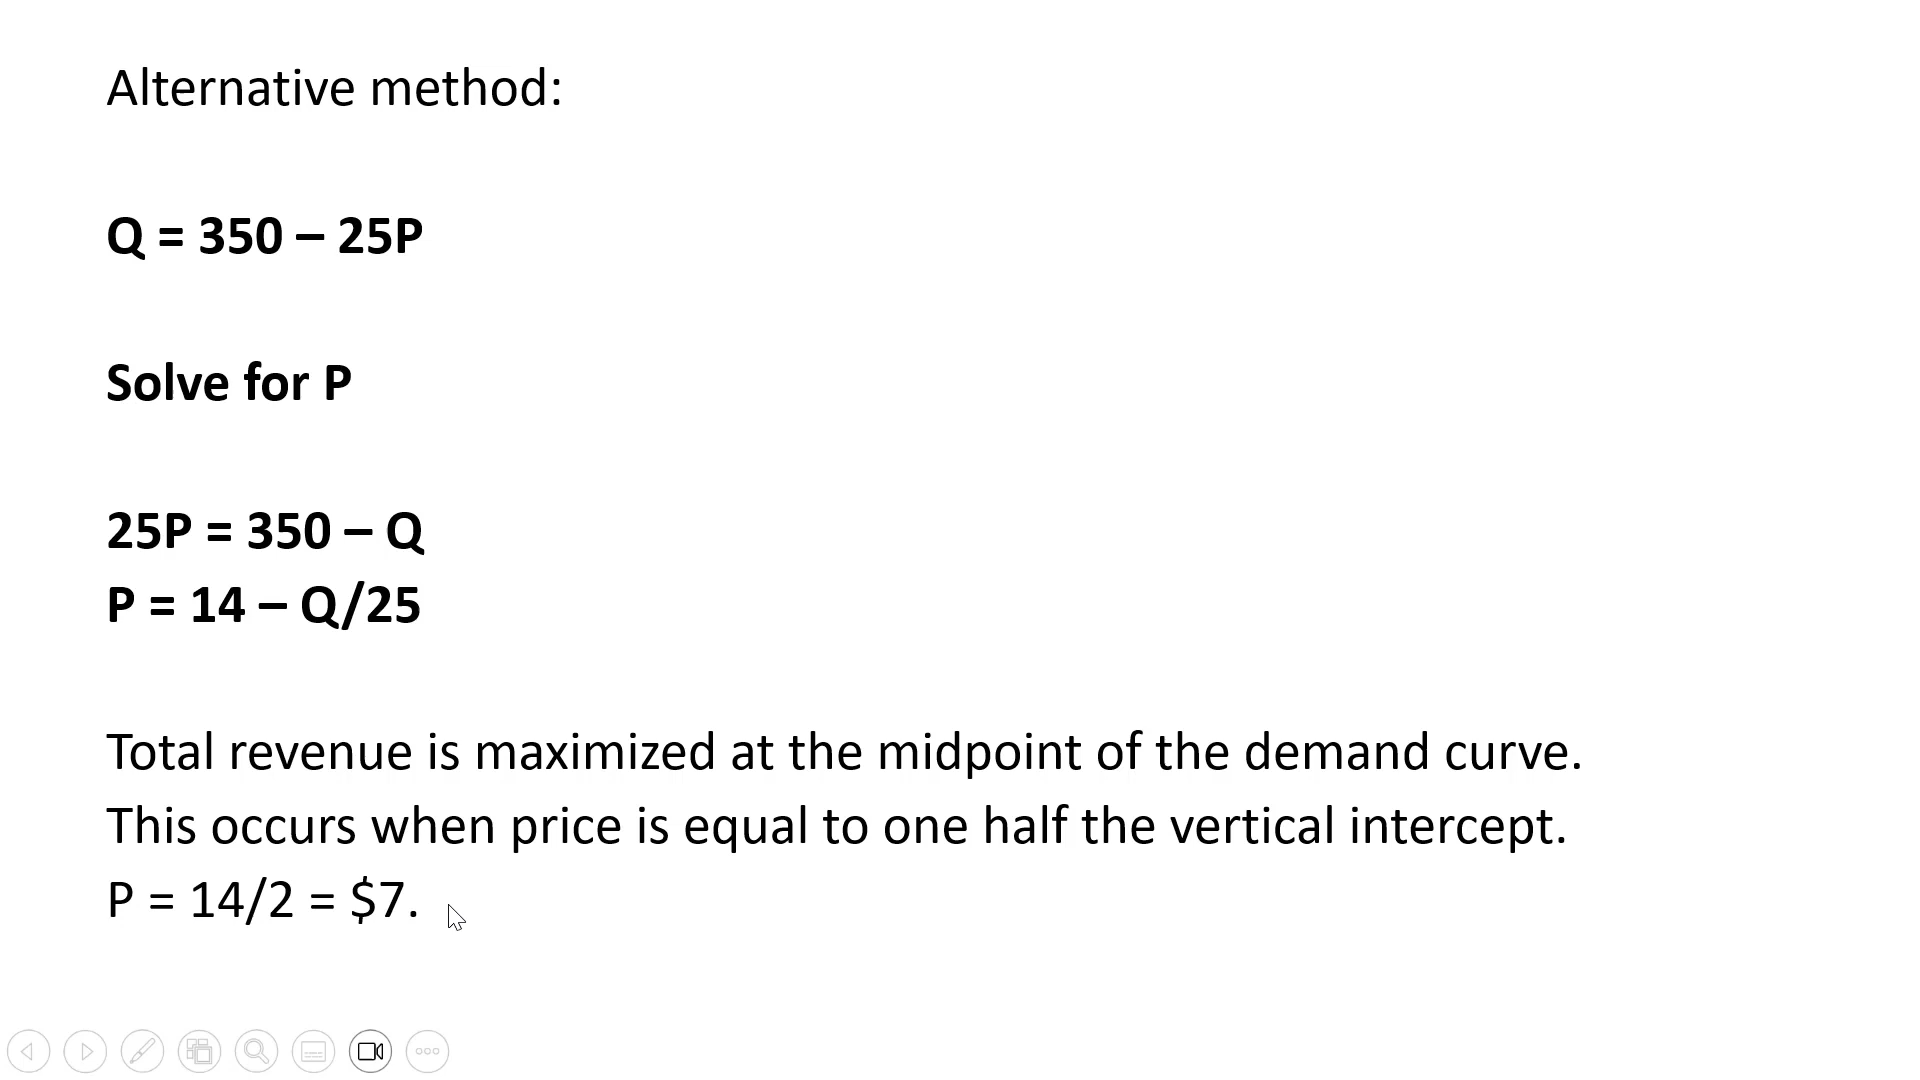 Alternative method:
Q = 350 – 25P
Solve for P
25P = 350 – Q
P = 14 – Q/25
Total revenue is maximized at the midpoint of the demand curve.
This occurs when price is equal to one half the vertical intercept.
P = 14/2 = $7.